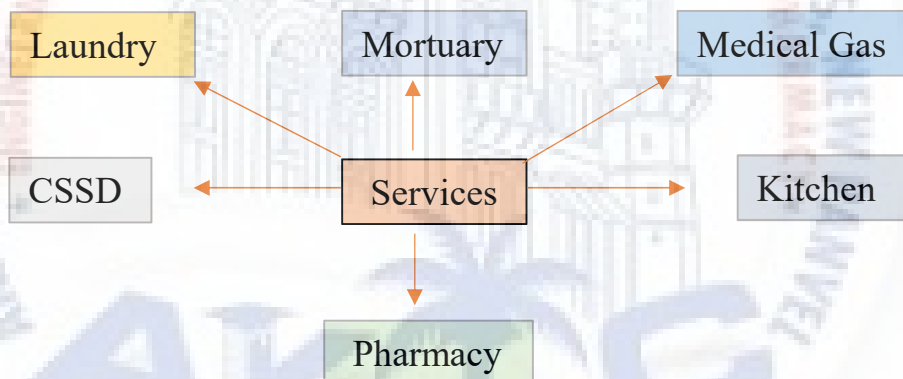 Laundry
Mortuary
Medical Gas
CSSD
Services
Kitchen
Pharmacy